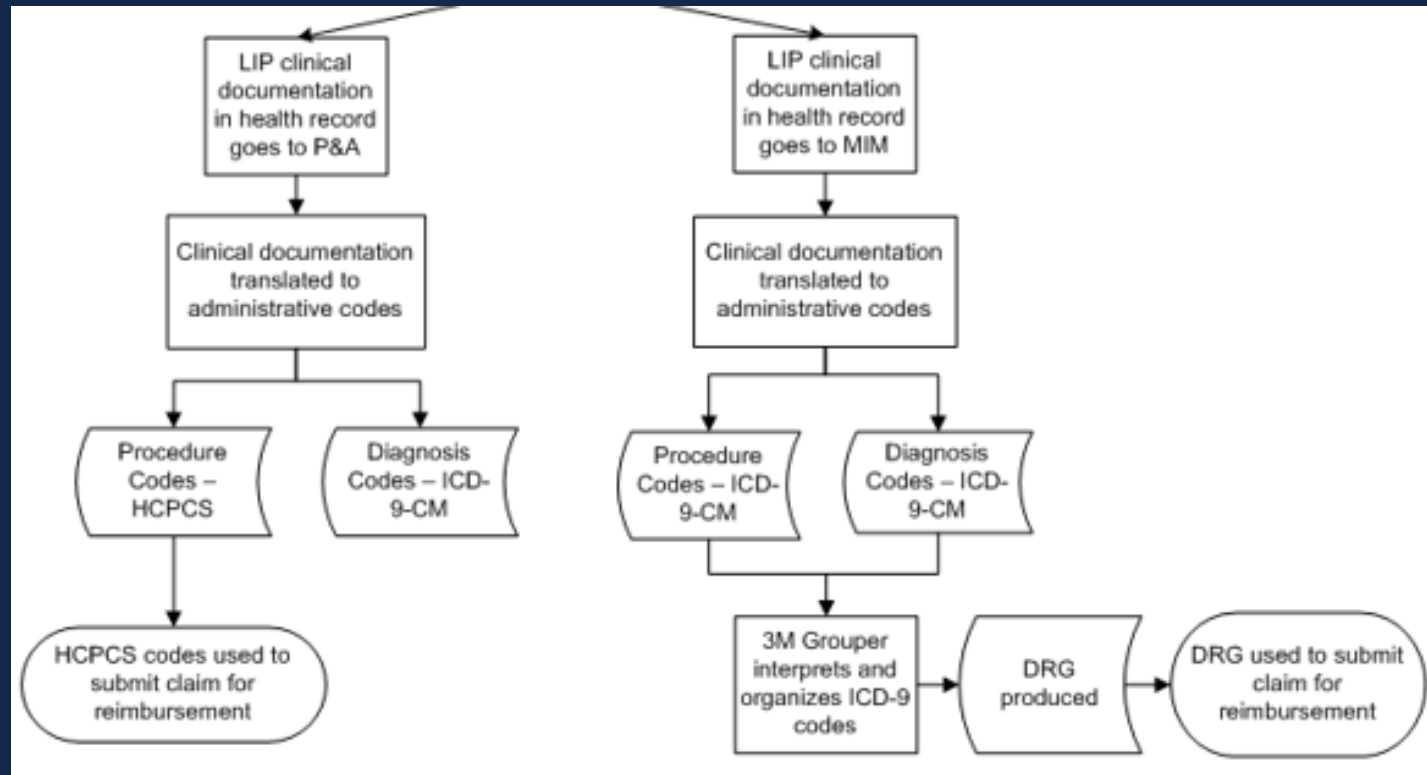 LIP clinical
documentation
in health record
goes to P&A
LIP clinical
documentation
in health record
goes to MIM
Clinical documentation
translated to
administrative codes
Clinical documentation
translated to
administrative codes
Procedure
Codes –
HCPCS
Diagnosis
Codes – ICD-
9-CM
Procedure
Codes – ICD-
9-CM
Diagnosis
Codes – ICD-
9-CM
HCPCS codes used to
submit claim for
reimbursement
3M Grouper
interprets and
organizes ICD-9
codes
DRG
produced
DRG used to submit
claim for
reimbursement